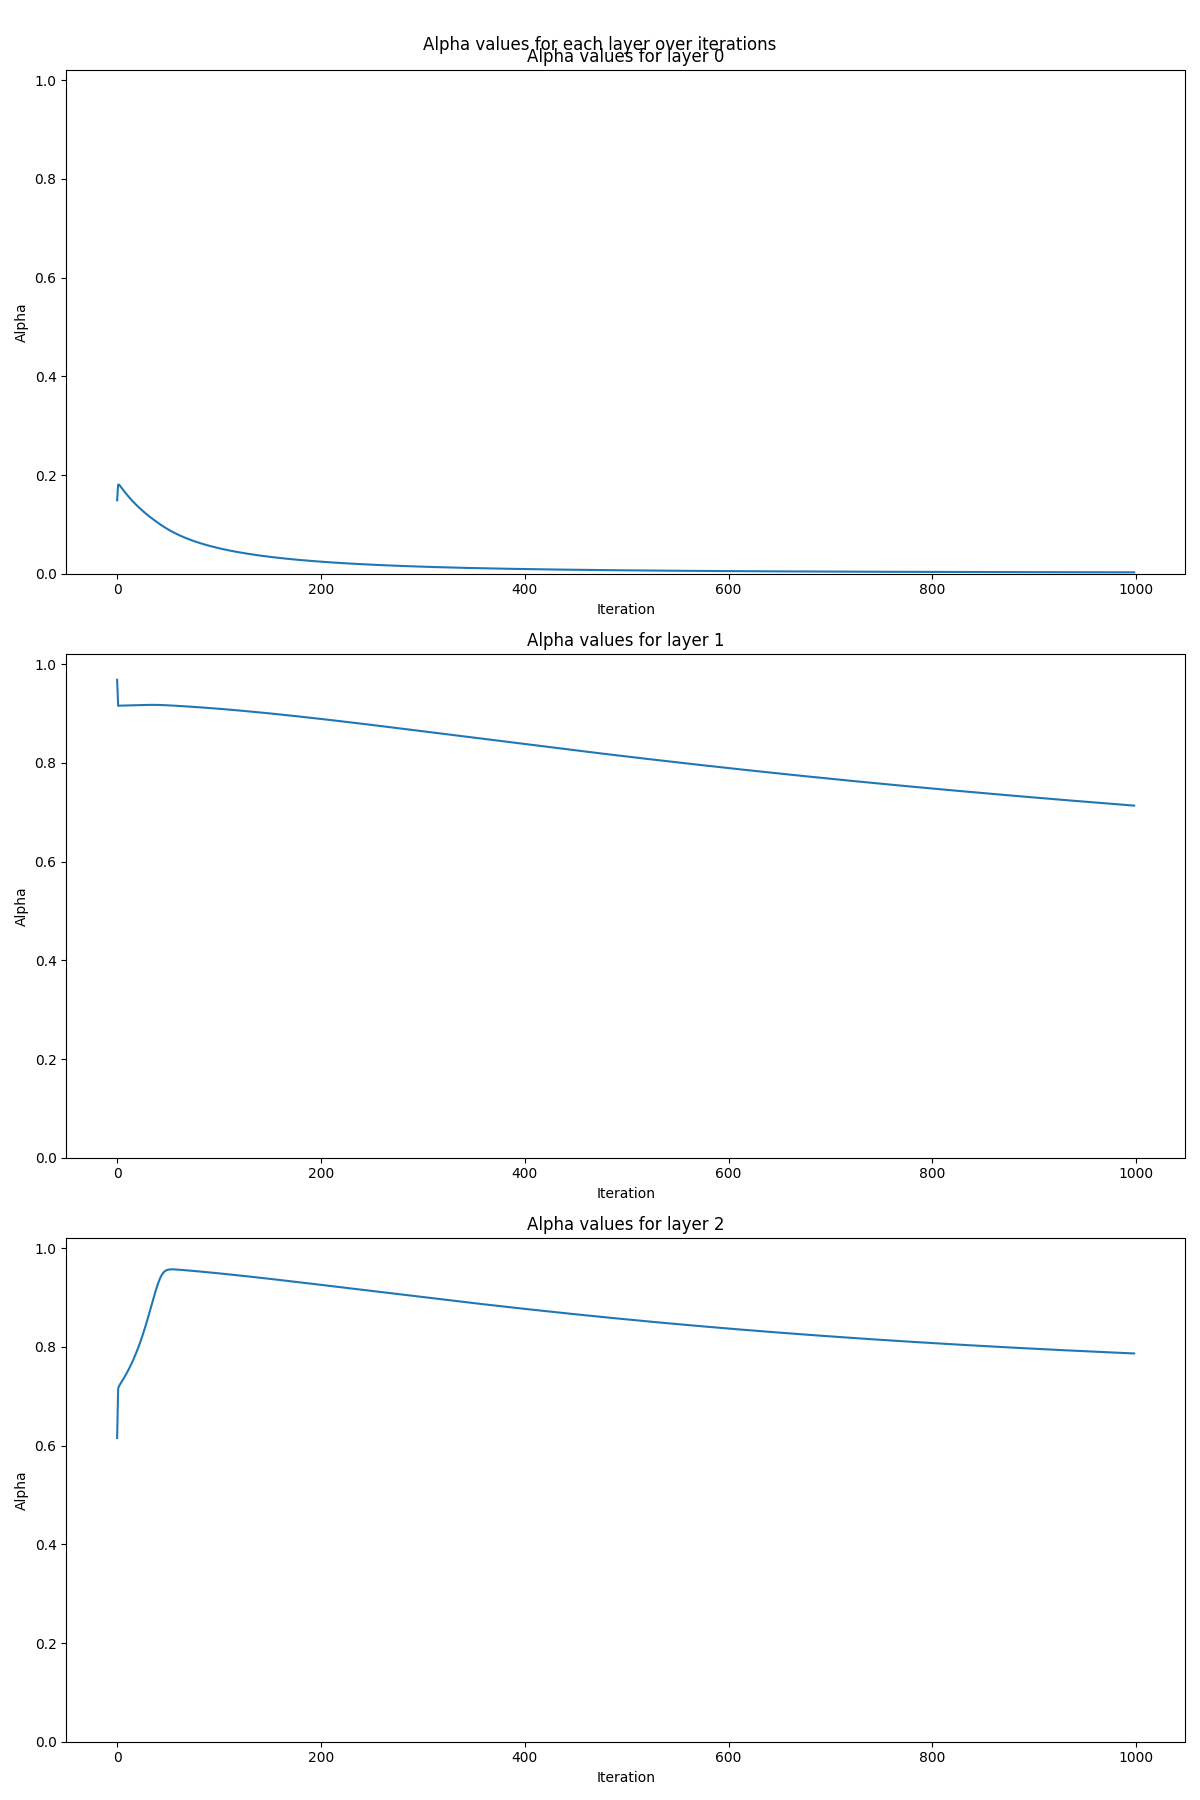 Alpha values for each layer over iterations
Alpha values for layer 0
1.0
0.8
0.6
0.4
0.2
0.0
Alpha
0 200 400 600 800 1000
Iteration
Alpha values for layer 1
1.0
0.8
0.6
0.4
0.2
0.0
Alpha
0 200 400 600 800 1000
Iteration
Alpha values for layer 2
1.0
0.8
0.6
0.4
0.2
0.0
Alpha
0 200 400 600 800 1000
Iteration